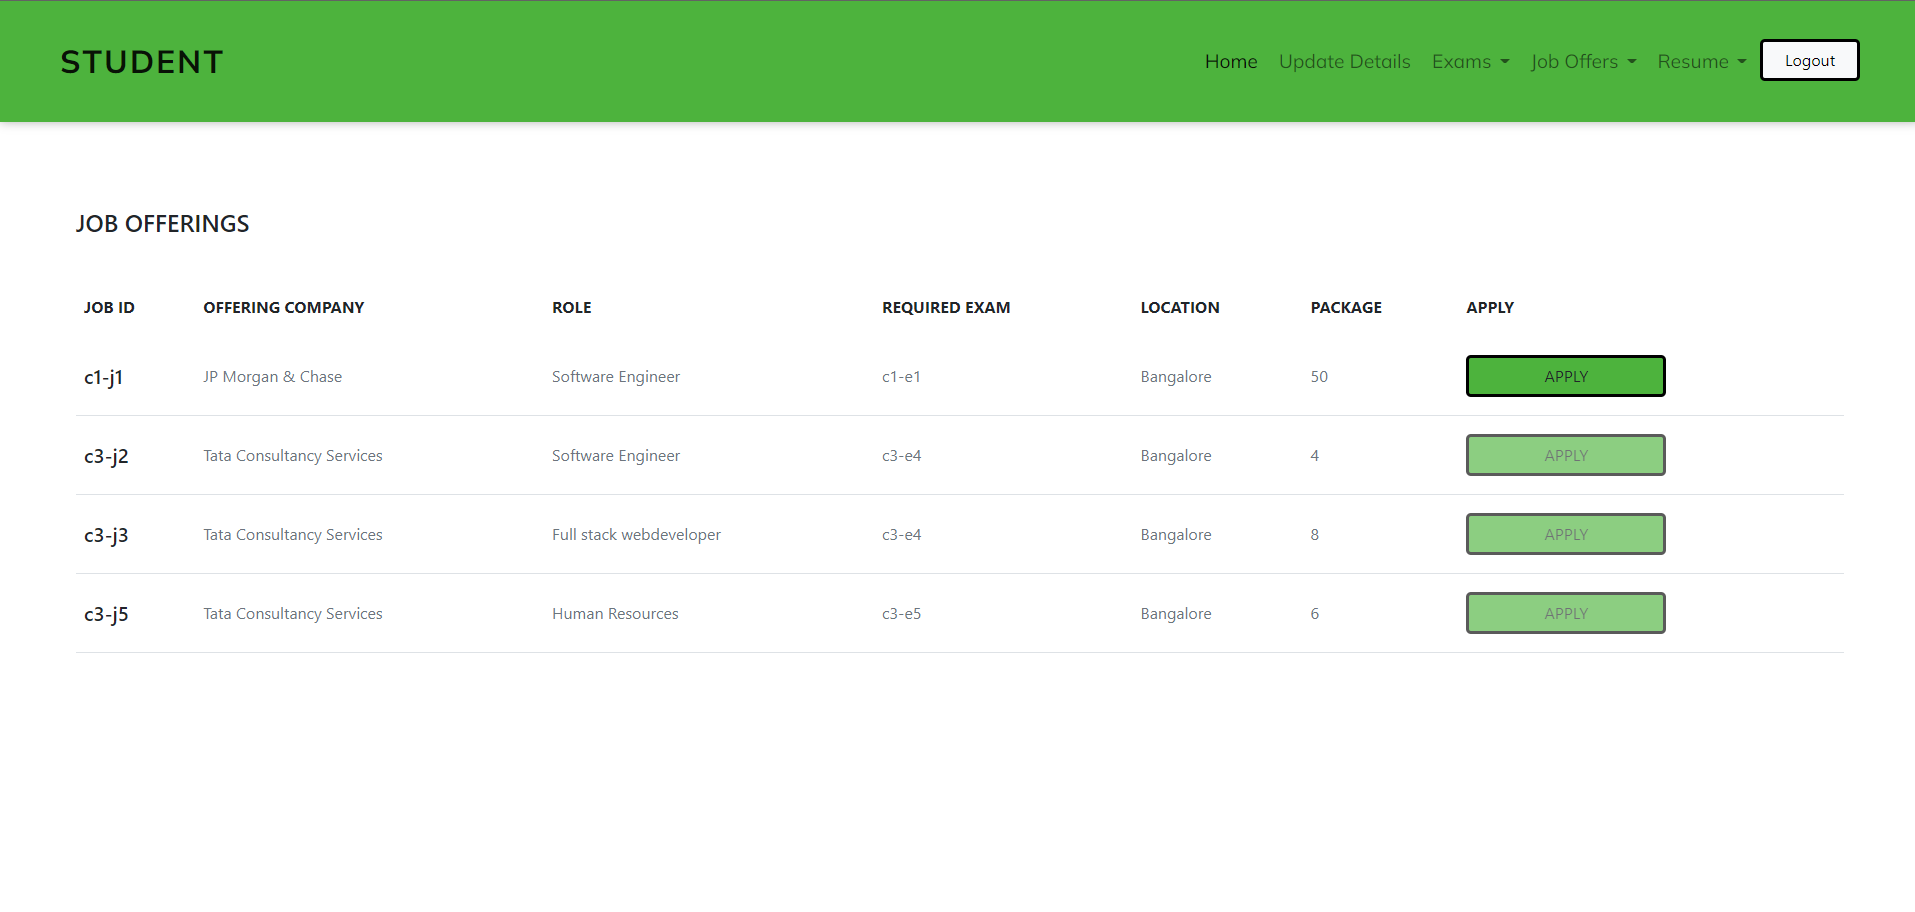 STUDENT Home Update Details Exams Job Offers Resume Logout
JOB OFFERINGS
JOB ID OFFERING COMPANY ROLE REQUIRED EXAM LOCATION PACKAGE APPLY
c1-j1 JP Morgan & Chase Software Engineer c1-e1 Bangalore 50 APPLY
c3-j2 Tata Consultancy Services Software Engineer c3-e4 Bangalore 4 APPLY
c3-j3 Tata Consultancy Services Full stack webdeveloper c3-e4 Bangalore 8 APPLY
c3-j5 Tata Consultancy Services Human Resources c3-e5 Bangalore 6 APPLY